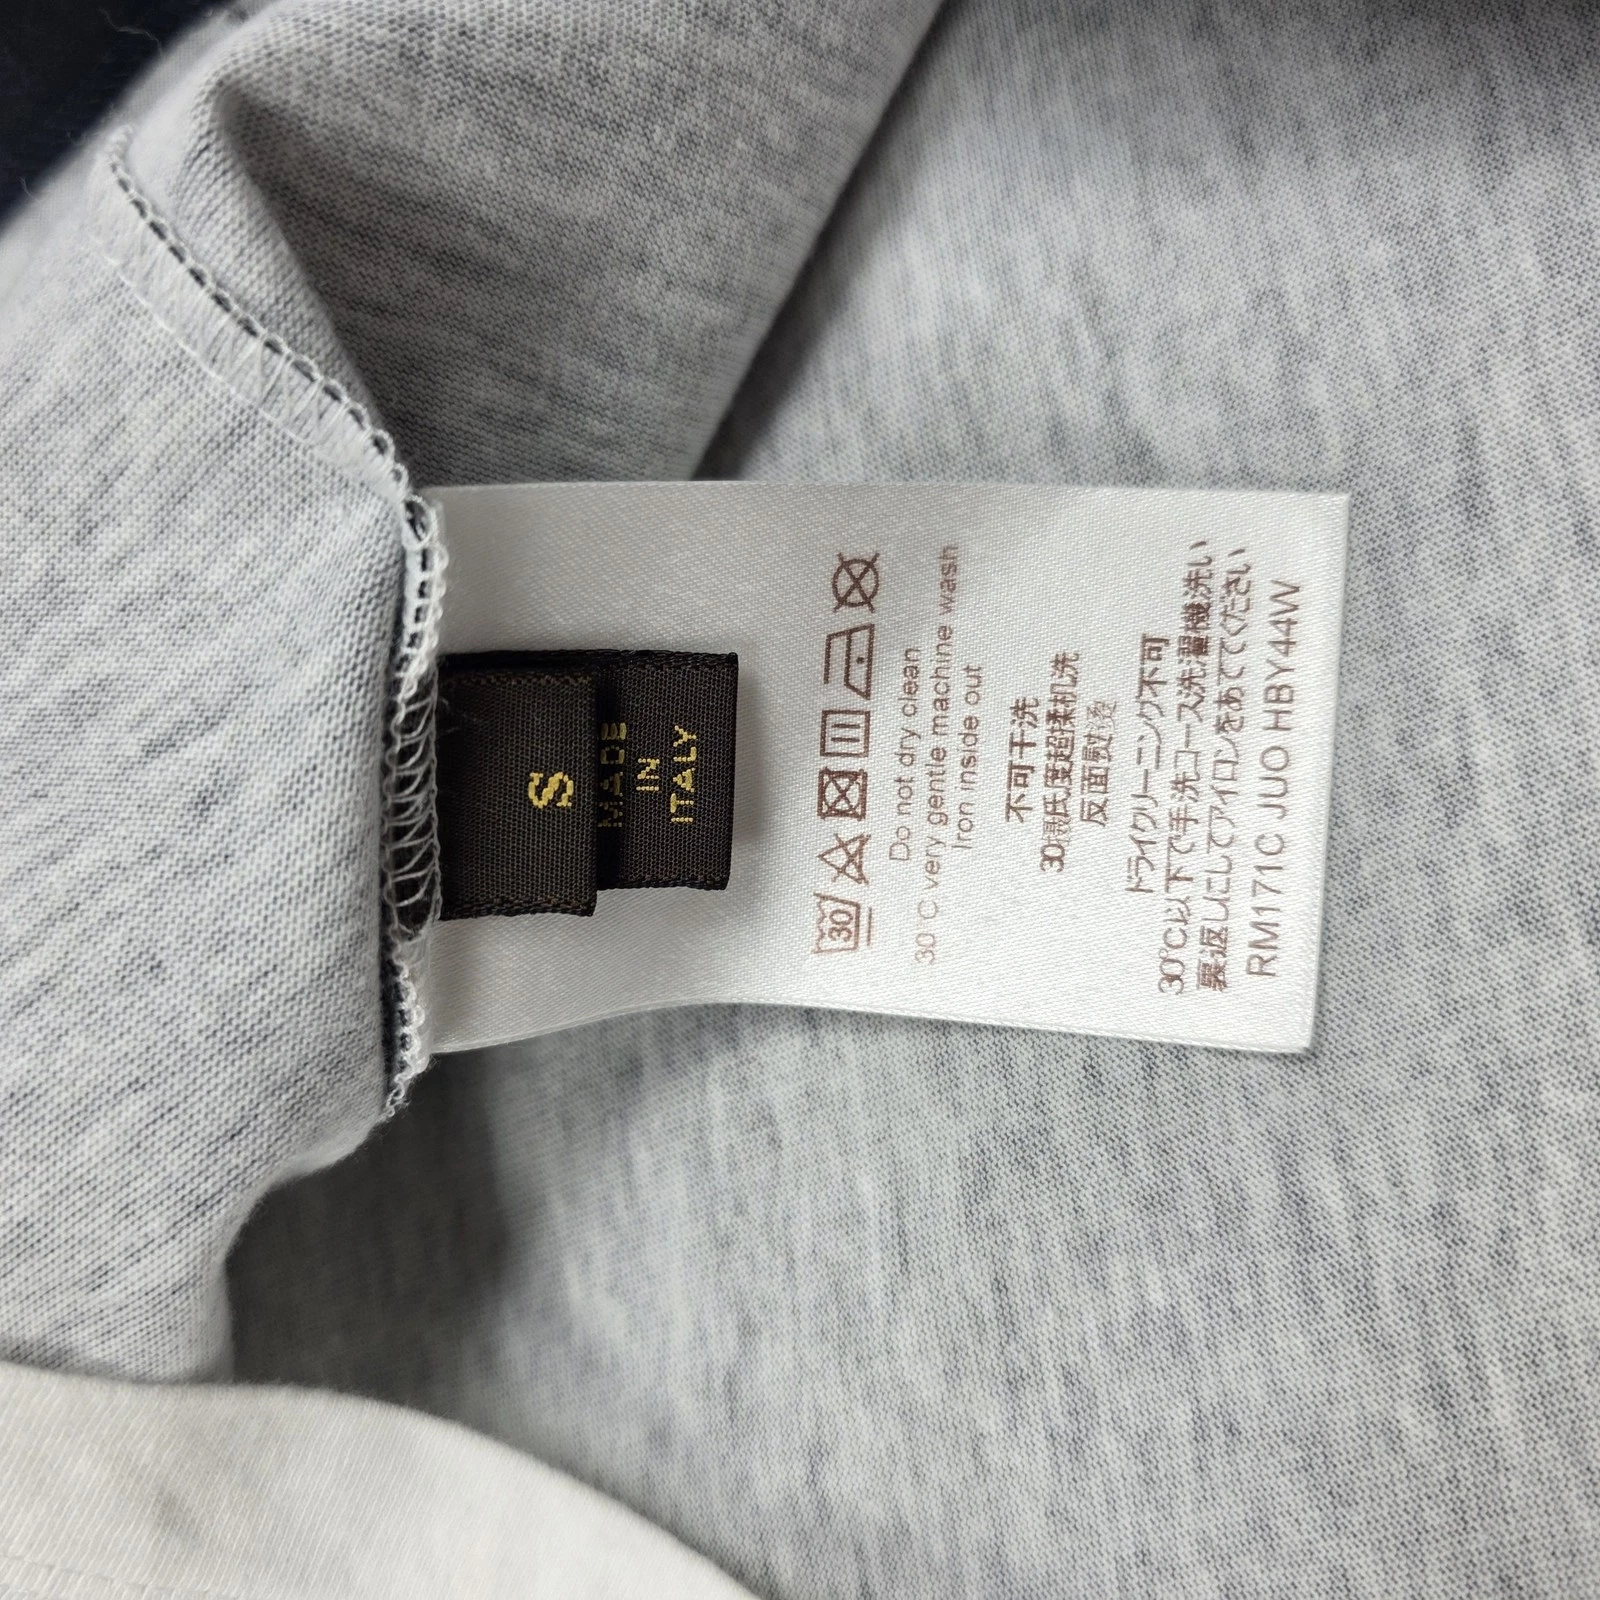 S
MADE
IN
ITALY
30
Do not dry clean
30 C very gentle machine wash
Iron inside out
不可干洗
30摄氏度超柔机洗
反面熨烫
ドライクリーニング不可
30℃以下で手洗コース洗濯機洗い
裏返しにしてアイロンをあててください
RM171C JUO HBY44W